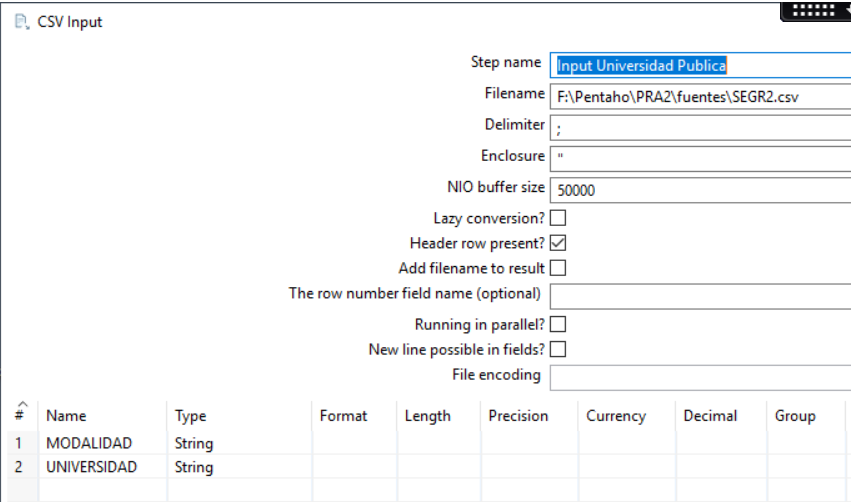 CSV Input
Step name Input Universidad Publica
Filename F:\Pentaho\PRA2\fuentes\SEGR2.csv
Delimiter ;
Enclosure "
NIO buffer size 50000
Lazy conversion?
Header row present?
Add filename to result
The row number field name (optional)
Running in parallel?
New line possible in fields?
File encoding
# Name Type Format Length Precision Currency Decimal Group
1 MODALIDAD String
2 UNIVERSIDAD String